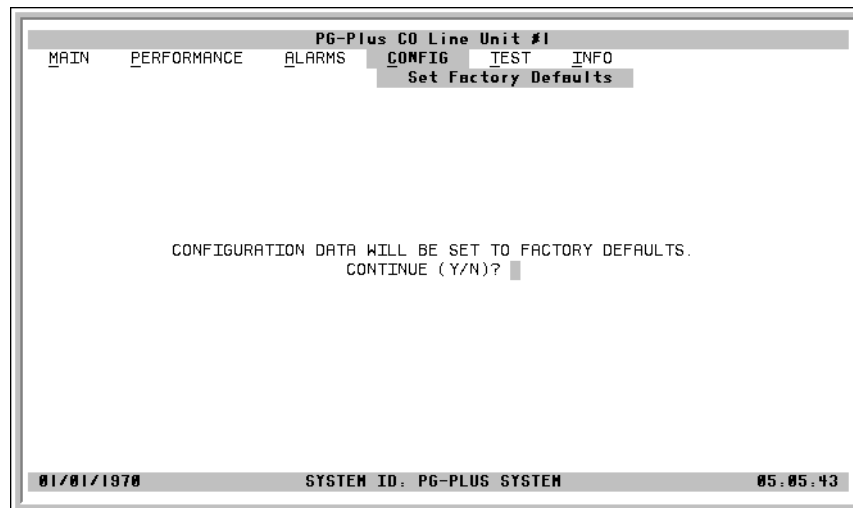 PG-Plus CO Line Unit #1
MAIN PERFORMANCE ALARMS CONFIG TEST INFO
Set Factory Defaults
CONFIGURATION DATA WILL BE SET TO FACTORY DEFAULTS.
CONTINUE (Y/N)?
01/01/1970 SYSTEM ID: PG-PLUS SYSTEM 05:05:43